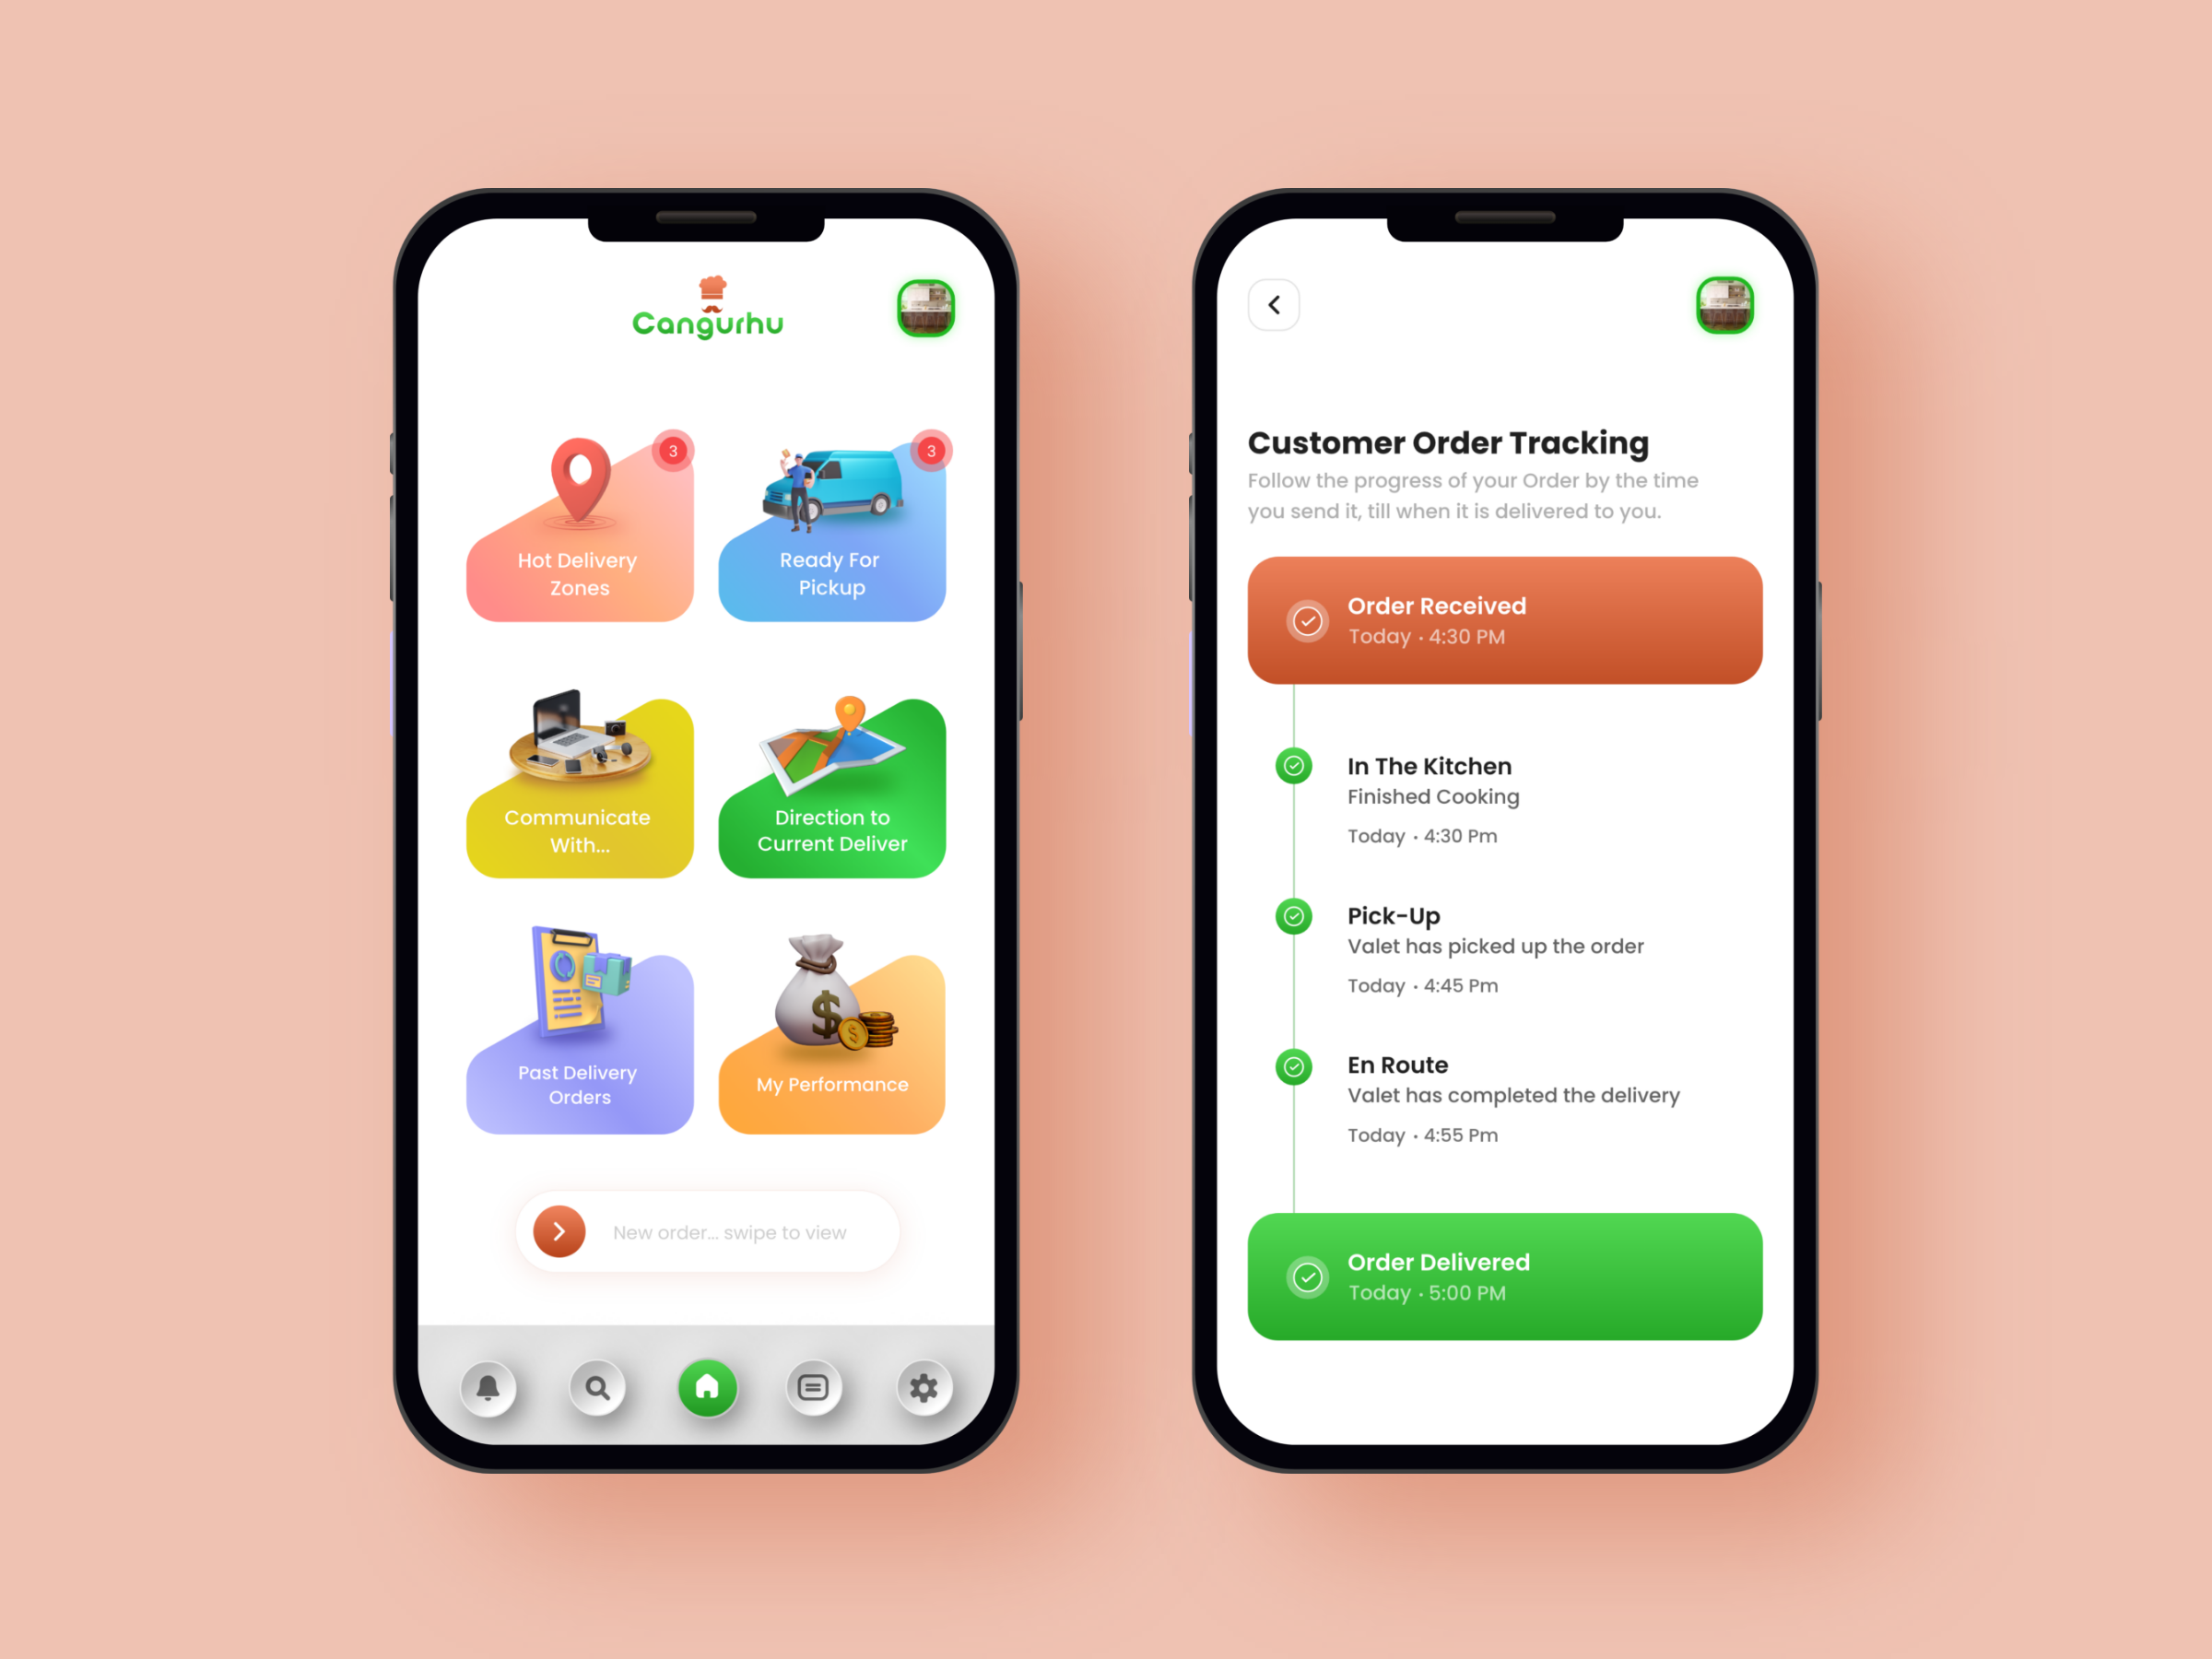 Cangurhu
3
3
Hot Delivery
Zones
Ready For
Pickup
Communicate
With...
Direction to
Current Deliver
$
$
Past Delivery
Orders
My Performance
New order... swipe to view
Customer Order Tracking
Follow the progress of your Order by the time
you send it, till when it is delivered to you.
Order Received
Today • 4:30 PM
In The Kitchen
Finished Cooking
Today • 4:30 Pm
Pick-Up
Valet has picked up the order
Today • 4:45 Pm
En Route
Valet has completed the delivery
Today • 4:55 Pm
Order Delivered
Today • 5:00 PM